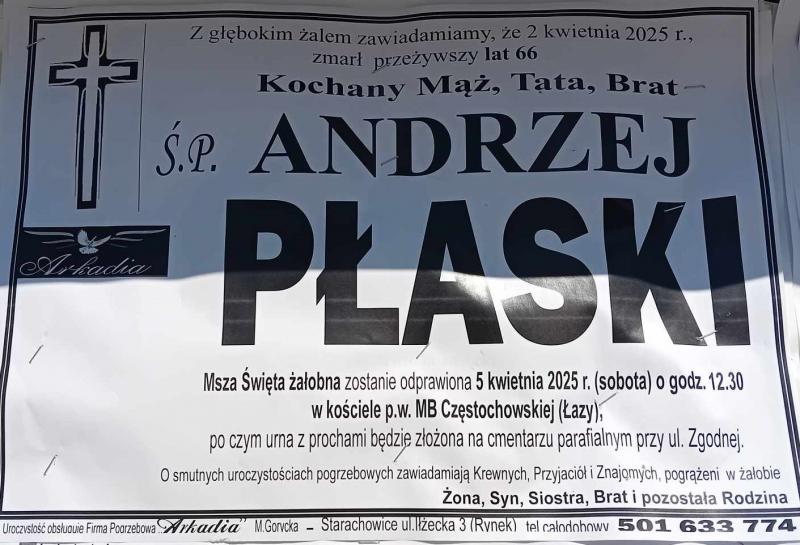 Z głębokim żalem zawiadamiamy, że 2 kwietnia 2025 r.,
zmarł przeżywszy lat 66
Kochany Mąż, Tata, Brat
Ś.P. ANDRZEJ
PŁASKI
Arkadia
Msza Święta żałobna zostanie odprawiona 5 kwietnia 2025 r. (sobota) o godz. 12.30
w kościele p.w. MB Częstochowskiej (Łazy),
po czym urna z prochami będzie złożona na cmentarzu parafialnym przy ul. Zgodnej.
O smutnych uroczystościach pogrzebowych zawiadamiają Krewnych, Przyjaciół i Znajomych, pogrążeni w żałobie
Żona, Syn, Siostra, Brat i pozostała Rodzina
Uroczystość obsługuje Firma Pogrzebowa "Arkadia" M.Gorycka – Starachowice ul.Iłżecka 3 (Rynek) tel.całodobowy 501 633 774